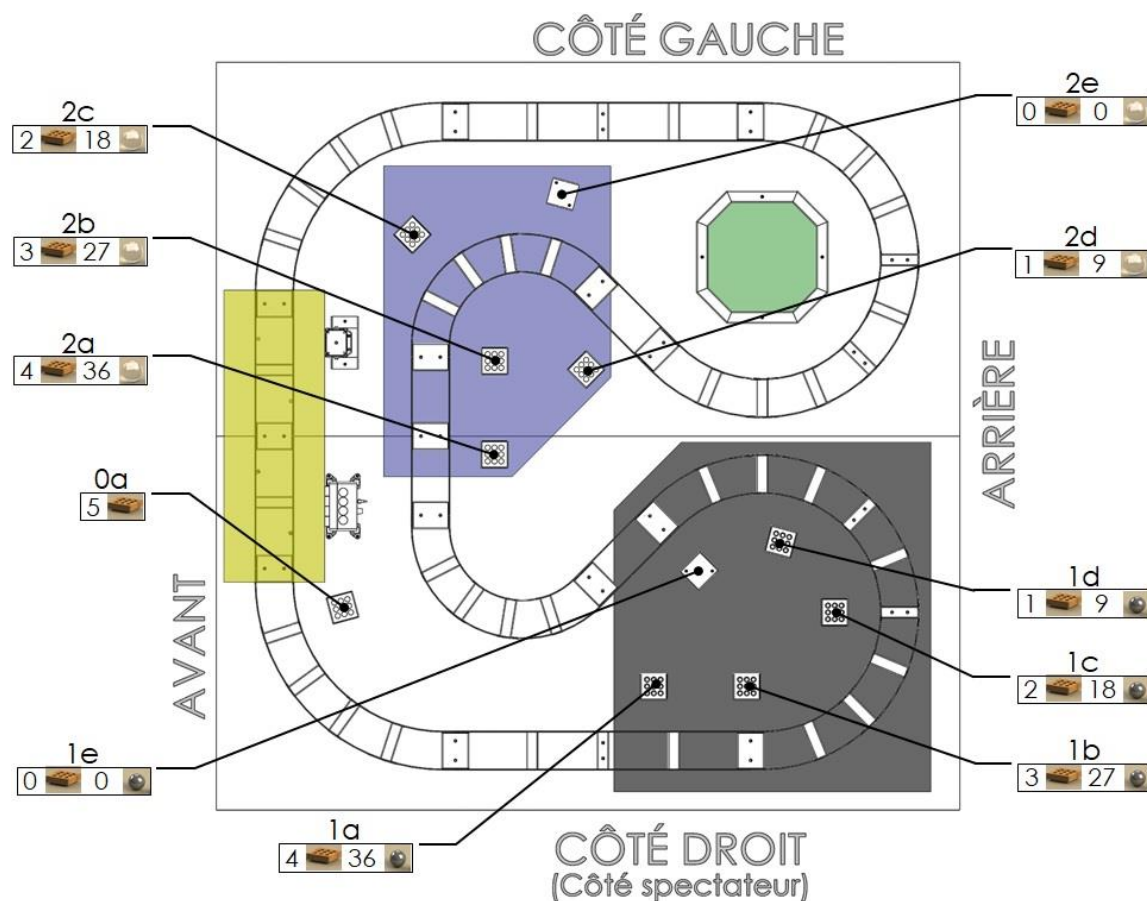 CÔTÉ GAUCHE
2c
2 18
2e
0 0
2b
3 27
2d
1 9
2a
4 36
ARRIÈRE
0a
5
AVANT
1d
1 9
1c
2 18
1e
0 0
1b
3 27
1a
4 36
CÔTÉ DROIT
(Côté spectateur)